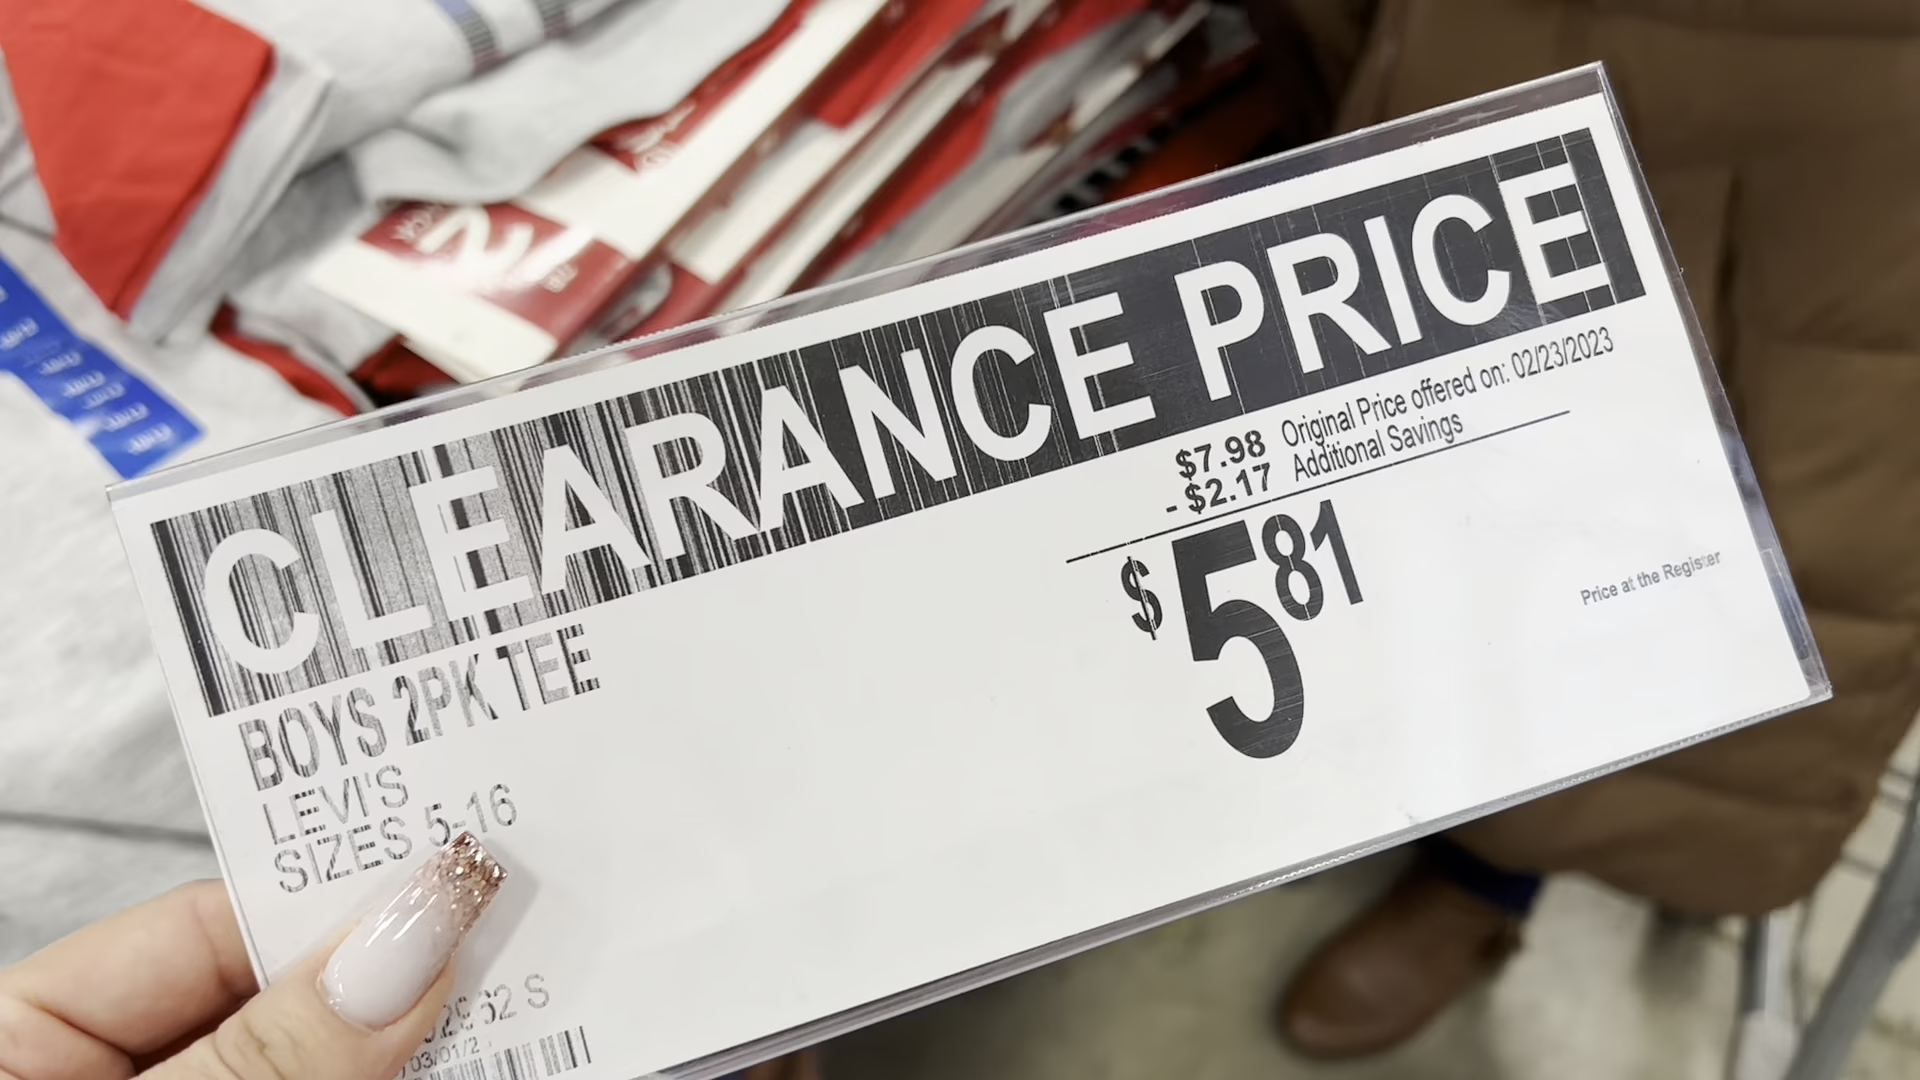 CLEARANCE PRICE
$7.98 Original Price offered on: 02/23/2023
- $2.17 Additional Savings
$5 81
Price at the Register
BOYS 2PK TEE
LEVI'S
SIZES 5-16
S